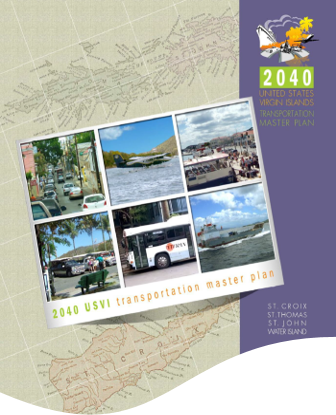 2040
UNITED STATES
VIRGIN ISLANDS
TRANSPORTATION
MASTER PLAN
2040 USVI transportation master plan
ST. CROIX
ST THOMAS
ST. JOHN
WATER ISLAND